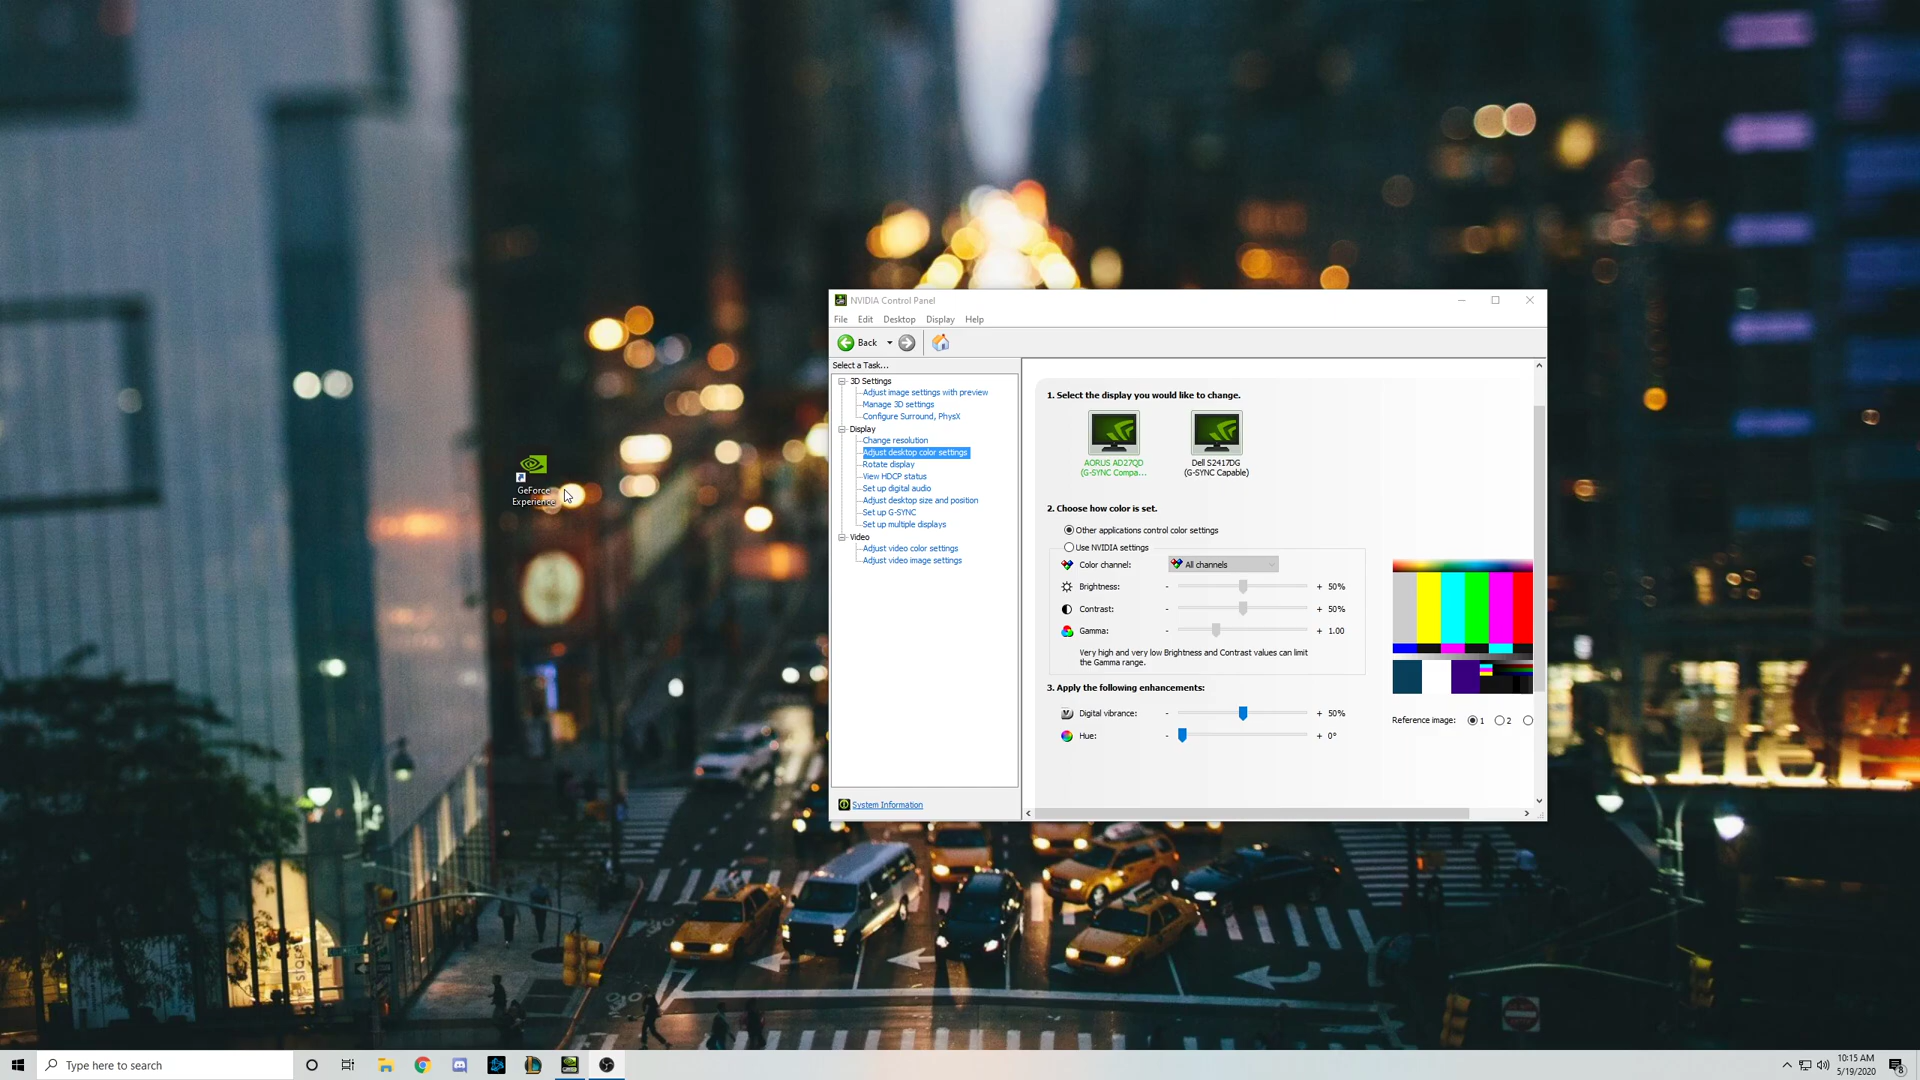 GeForce
Experience
NVIDIA Control Panel
File Edit Desktop Display Help
Back
Select a Task...
3D Settings
Adjust image settings with preview
Manage 3D settings
Configure Surround, PhysX
Display
Change resolution
Adjust desktop color settings
Rotate display
View HDCP status
Set up digital audio
Adjust desktop size and position
Set up G-SYNC
Set up multiple displays
Video
Adjust video color settings
Adjust video image settings
System Information
1. Select the display you would like to change.
AORUS AD27QD
(G-SYNC Compa...
Dell S2417DG
(G-SYNC Capable)
2. Choose how color is set.
Other applications control color settings
Use NVIDIA settings
Color channel: All channels
Brightness: - + 50%
Contrast: - + 50%
Gamma: - + 1.00
Very high and very low Brightness and Contrast values can limit
the Gamma range.
3. Apply the following enhancements:
Digital vibrance: - + 50%
Hue: - + 0°
Reference image: 1 2
Type here to search
10:15 AM
5/19/2020
8